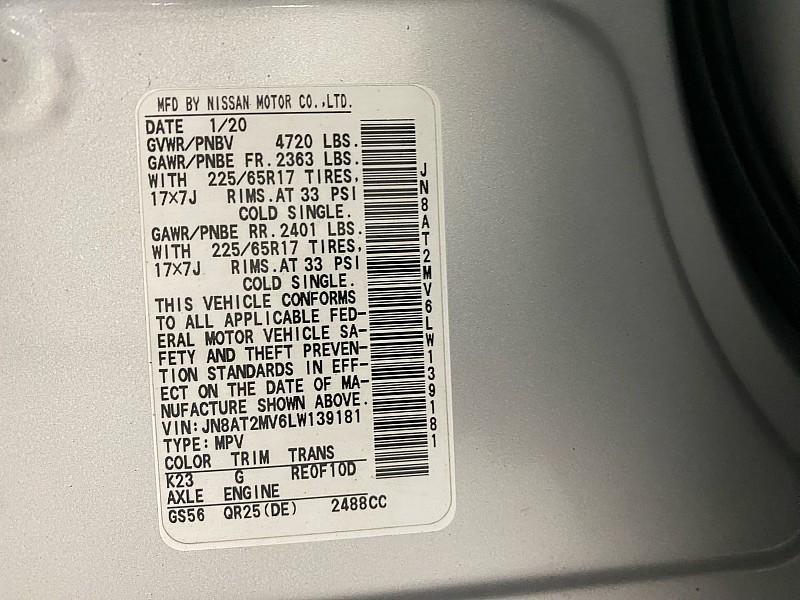 MFD BY NISSAN MOTOR CO.,LTD.
DATE 1/20
GVWR/PNBV 4720 LBS.
GAWR/PNBE FR. 2363 LBS.
WITH 225/65R17 TIRES,
17×7J RIMS.AT 33 PSI
COLD SINGLE.
GAWR/PNBE RR. 2401 LBS.
WITH 225/65R17 TIRES,
17×7J RIMS.AT 33 PSI
COLD SINGLE.
THIS VEHICLE CONFORMS
TO ALL APPLICABLE FED-
ERAL MOTOR VEHICLE SA-
FETY AND THEFT PREVEN-
TION STANDARDS IN EFF-
ECT ON THE DATE OF MA-
NUFACTURE SHOWN ABOVE.
VIN:JN8AT2MV6LW139181
TYPE:MPV
COLOR TRIM TRANS
K23 G RE0F10D
AXLE ENGINE
GS56 QR25(DE) 2488CC
JN8AT2MV6LW139181